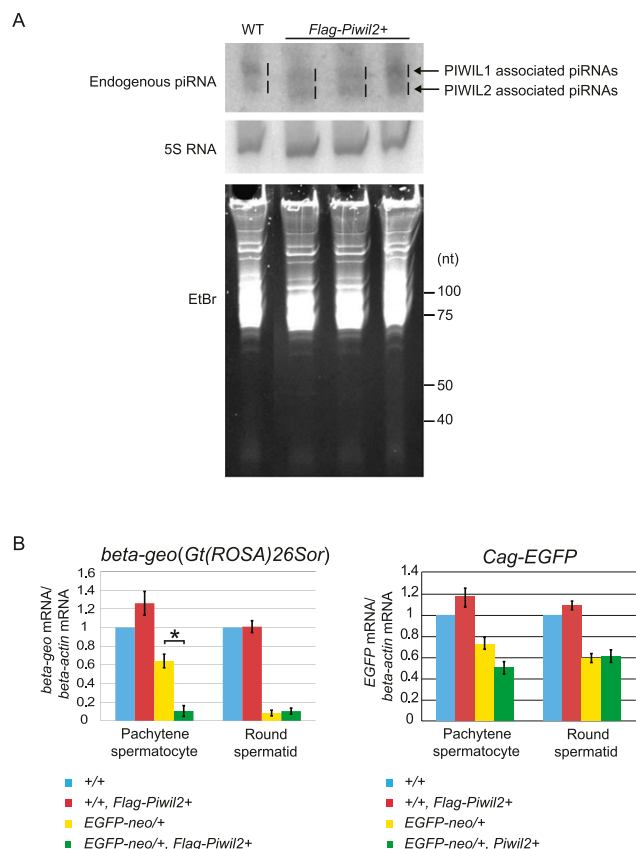 A
WT
Flag-Piwil2+
Endogenous piRNA
PIWIL1 associated piRNAs
PIWIL2 associated piRNAs
5S RNA
EtBr
(nt)
100
75
50
40
B
beta-geo(Gt(ROSA)26Sor)
beta-geo mRNA/
beta-actin mRNA
1.6
1.4
1.2
1
0.8
0.6
0.4
0.2
0
*
Pachytene
spermatocyte
Round
spermatid
+/+
+/+, Flag-Piwil2+
EGFP-neo/+
EGFP-neo/+, Flag-Piwil2+
Cag-EGFP
EGFP mRNA/
beta-actin mRNA
1.4
1.2
1
0.8
0.6
0.4
0.2
0
Pachytene
spermatocyte
Round
spermatid
+/+
+/+, Flag-Piwil2+
EGFP-neo/+
EGFP-neo/+, Piwil2+